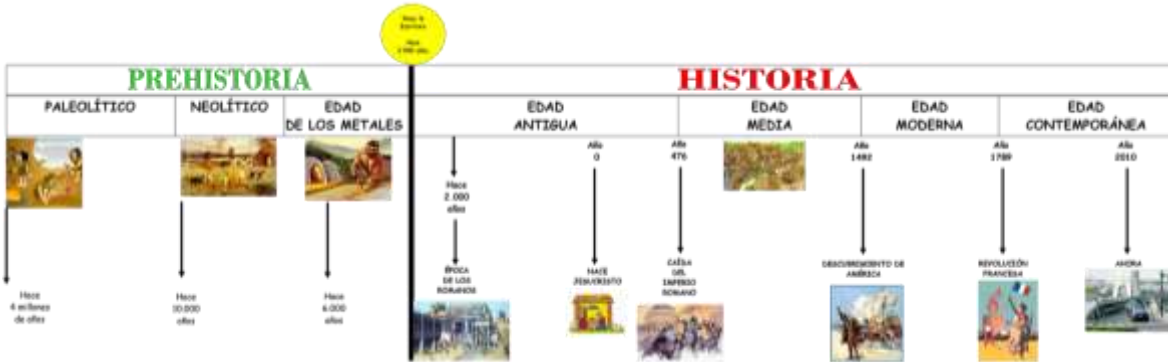 PREHISTORIA
HISTORIA
PALEOLÍTICO
NEOLÍTICO
EDAD
DE LOS METALES
EDAD
ANTIGUA
EDAD
MEDIA
EDAD
MODERNA
EDAD
CONTEMPORÁNEA
Hace
4 millones
de años
Hace
10.000
años
Hace
6.000
años
Hace
2.000
años
ÉPOCA
DE LOS
ROMANOS
Año
0
NACE
JESUCRISTO
Año
476
CAÍDA
DEL
IMPERIO
ROMANO
Año
1492
DESCUBRIMIENTO DE
AMÉRICA
Año
1789
REVOLUCIÓN
FRANCESA
Año
2010
AHORA